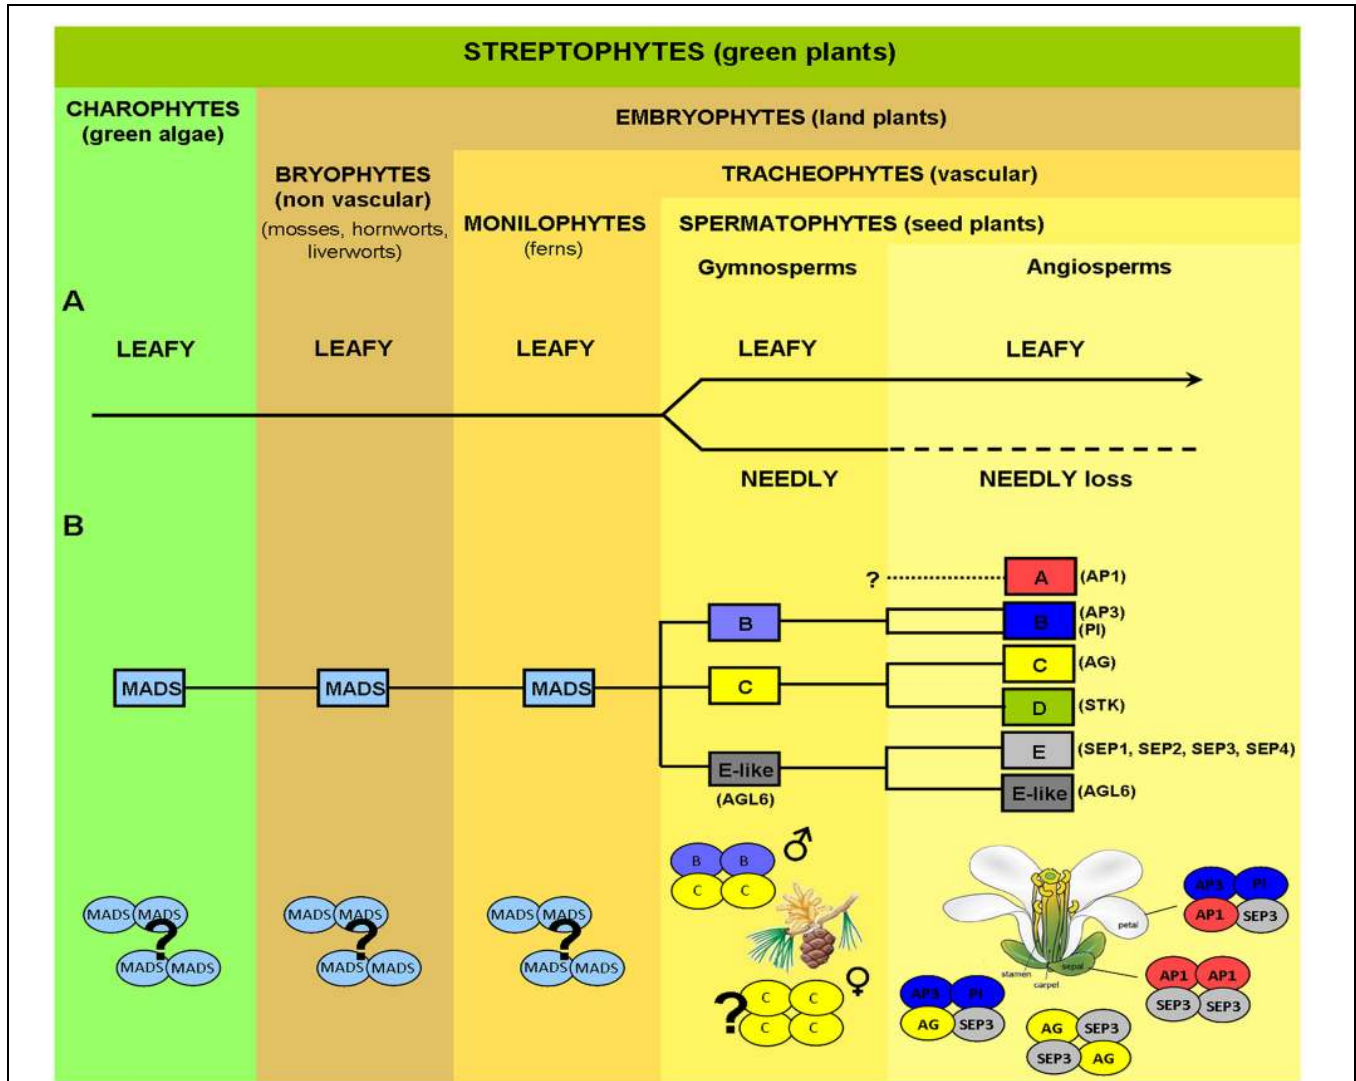 STREPTOPHYTES (green plants)
CHAROPHYTES
(green algae)
EMBRYOPHYTES (land plants)
BRYOPHYTES
(non vascular)
(mosses, hornworts,
liverworts)
TRACHEOPHYTES (vascular)
MONILOPHYTES
(ferns)
SPERMATOPHYTES (seed plants)
Gymnosperms
Angiosperms
A
LEAFY LEAFY LEAFY LEAFY LEAFY
NEEDLY NEEDLY loss
B
? A (AP1)
B B (AP3)
(PI)
MADS MADS MADS C C (AG)
D (STK)
E-like E (SEP1, SEP2, SEP3, SEP4)
(AGL6) E-like (AGL6)
B B ♂
C C
MADS MADS
?
MADS MADS
MADS MADS
?
MADS MADS
MADS MADS
?
MADS MADS
? C C ♀
C C
petal
sepal
stamen
carpel
AP3 PI
AP1 SEP3
AP1 AP1
SEP3 SEP3
AP3 PI
AG SEP3
AG SEP3
SEP3 AG